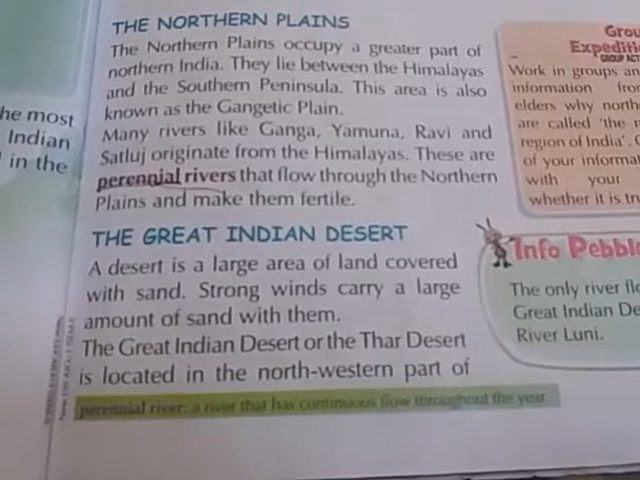 he most
Indian
in the
THE NORTHERN PLAINS
The Northern Plains occupy a greater part of
northern India. They lie between the Himalayas
and the Southern Peninsula. This area is also
known as the Gangetic Plain.
Many rivers like Ganga, Yamuna, Ravi and
Satluj originate from the Himalayas. These are
perennial rivers that flow through the Northern
Plains and make them fertile.
THE GREAT INDIAN DESERT
A desert is a large area of land covered
with sand. Strong winds carry a large
amount of sand with them.
The Great Indian Desert or the Thar Desert
is located in the north-western part of
perennial river: a river that has continuous flow throughout the year
Grou
Expediti
GROUP ACT
Work in groups an
information fro
elders why north
are called 'the
region of India'.
of your informat
with your
whether it is tru
Info Pebble
The only river flo
Great Indian De
River Luni.